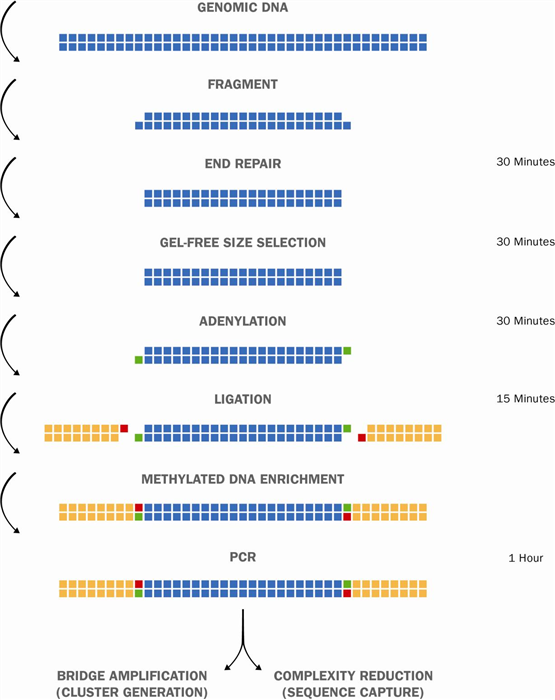 GENOMIC DNA
FRAGMENT
END REPAIR
30 Minutes
GEL-FREE SIZE SELECTION
30 Minutes
ADENYLATION
30 Minutes
LIGATION
15 Minutes
METHYLATED DNA ENRICHMENT
PCR
1 Hour
BRIDGE AMPLIFICATION
(CLUSTER GENERATION)
COMPLEXITY REDUCTION
(SEQUENCE CAPTURE)